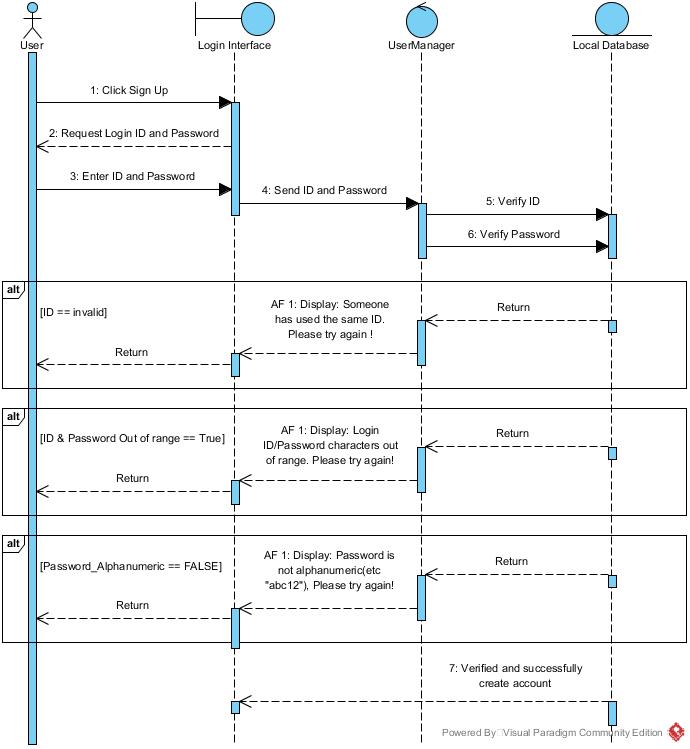 User
Login Interface
UserManager
Local Database
1: Click Sign Up
2: Request Login ID and Password
3: Enter ID and Password
4: Send ID and Password
5: Verify ID
6: Verify Password
alt
[ID == invalid]
AF 1: Display: Someone
has used the same ID.
Please try again !
Return
Return
alt
[ID & Password Out of range == True]
AF 1: Display: Login
ID/Password characters out
of range. Please try again!
Return
Return
alt
[Password_Alphanumeric == FALSE]
AF 1: Display: Password is
not alphanumeric(etc
"abc12"), Please try again!
Return
Return
7: Verified and successfully
create account
Powered By Visual Paradigm Community Edition